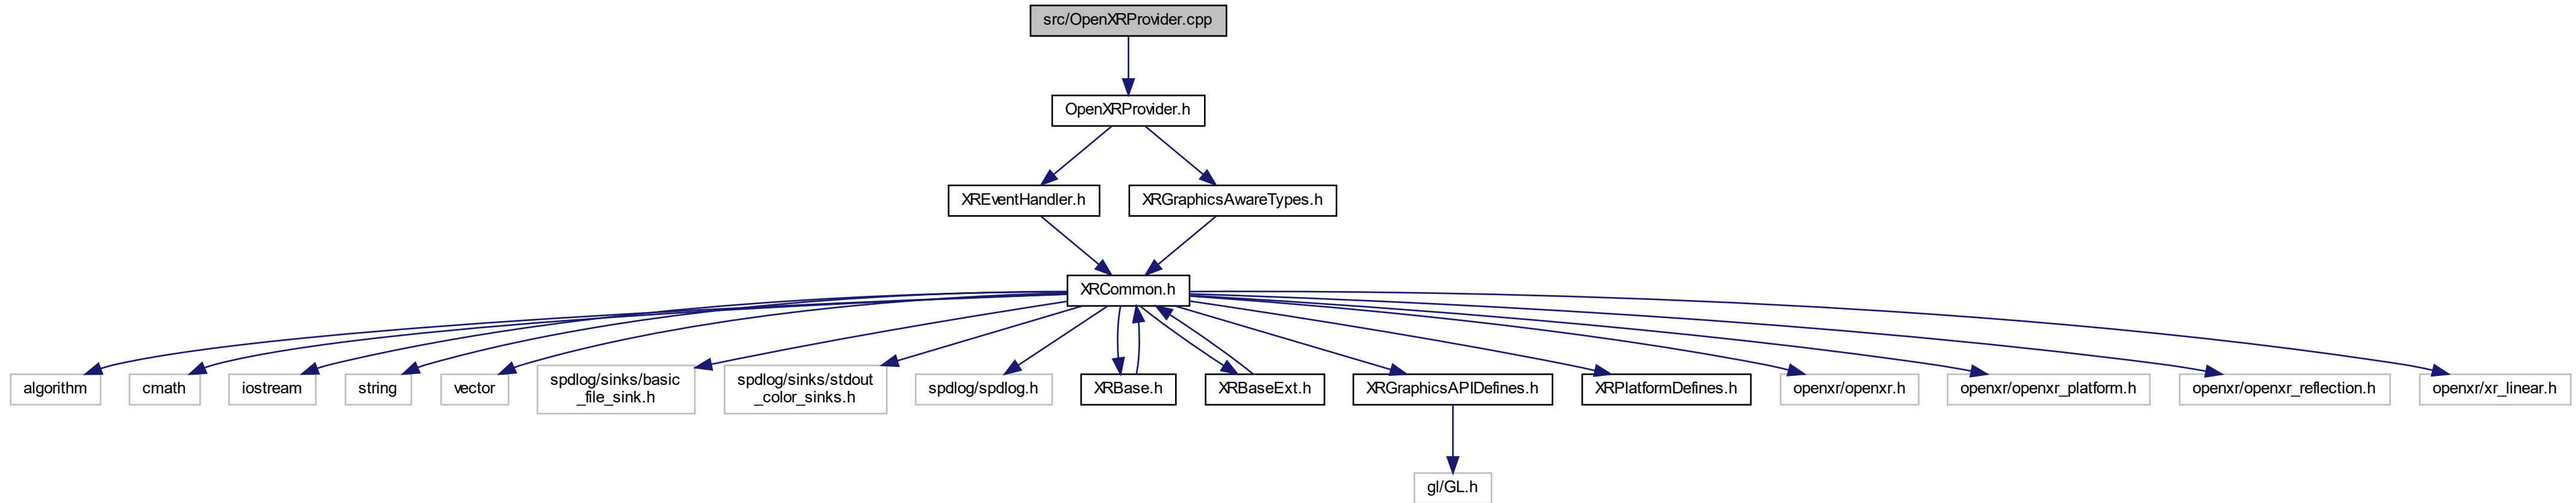 src/OpenXRProvider.cpp
OpenXRProvider.h
XREventHandler.h
XRGraphicsAwareTypes.h
XRCommon.h
algorithm
cmath
iostream
string
vector
spdlog/sinks/basic
_file_sink.h
spdlog/sinks/stdout
_color_sinks.h
spdlog/spdlog.h
XRBase.h
XRBaseExt.h
XRGraphicsAPIDefines.h
XRPlatformDefines.h
openxr/openxr.h
openxr/openxr_platform.h
openxr/openxr_reflection.h
openxr/xr_linear.h
gl/GL.h